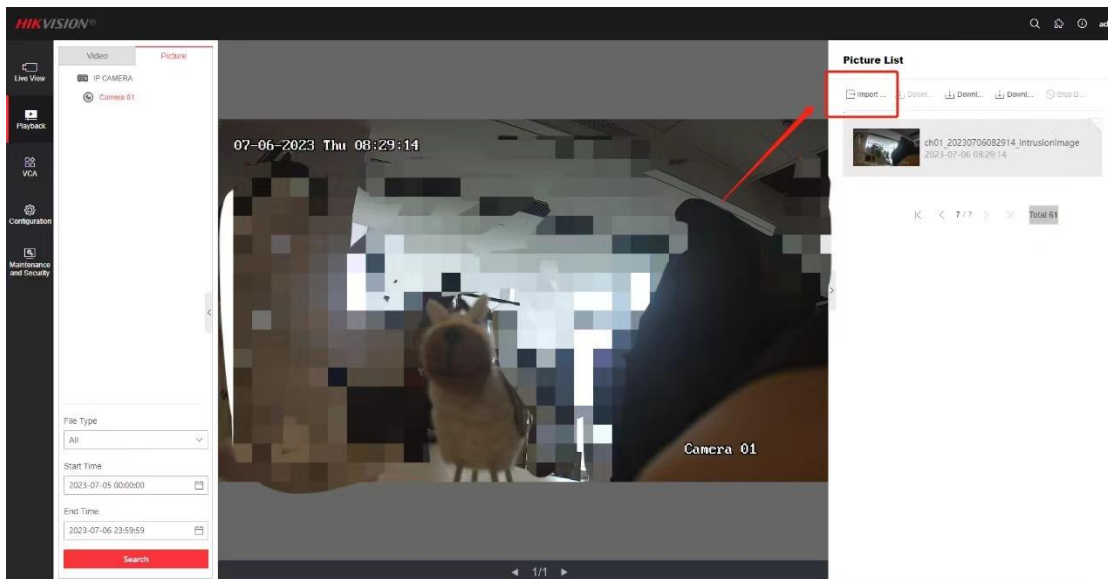 HIKVISION®
ad
Live View
Playback
VCA
Configuration
Maintenance
and Security
Video
Picture
IP CAMERA
Camera 01
File Type
All
Start Time
2023-07-05 00:00:00
End Time
2023-07-06 23:59:59
Search
07-06-2023 Thu 08:29:14
Camera 01
1/1
Picture List
Import ...
Downl...
Downl...
Downl...
Stop D...
ch01_20230706082914_intrusionImage
2023-07-06 08:29:14
7 / 7
Total 61